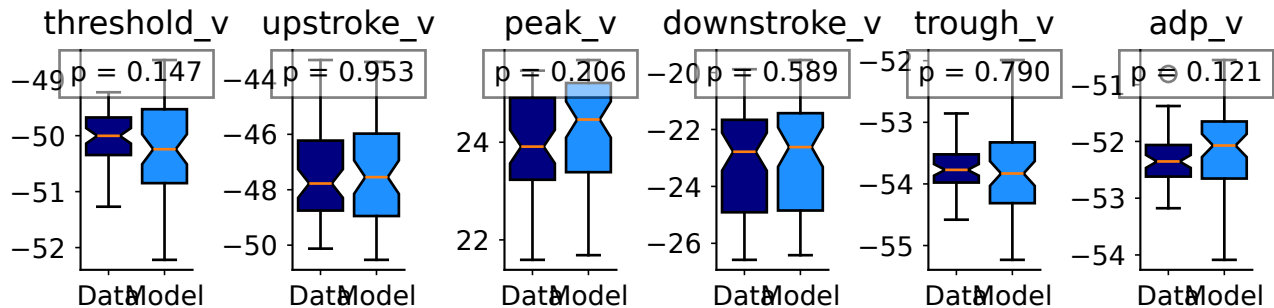 threshold_v
p = 0.147
−49
−50
−51
−52
Data
Model
upstroke_v
p = 0.953
−44
−46
−48
−50
Data
Model
peak_v
p = 0.206
24
22
Data
Model
downstroke_v
p = 0.589
−20
−22
−24
−26
Data
Model
trough_v
p = 0.790
−52
−53
−54
−55
Data
Model
adp_v
p = 0.121
−51
−52
−53
−54
Data
Model